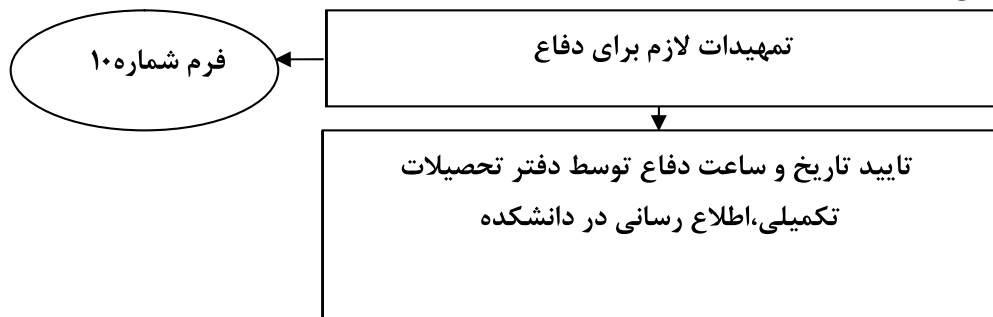 تمهیدات لازم برای دفاع
فرم شماره۱۰
تایید تاریخ و ساعت دفاع توسط دفتر تحصیلات
تکمیلی،اطلاع رسانی در دانشکده